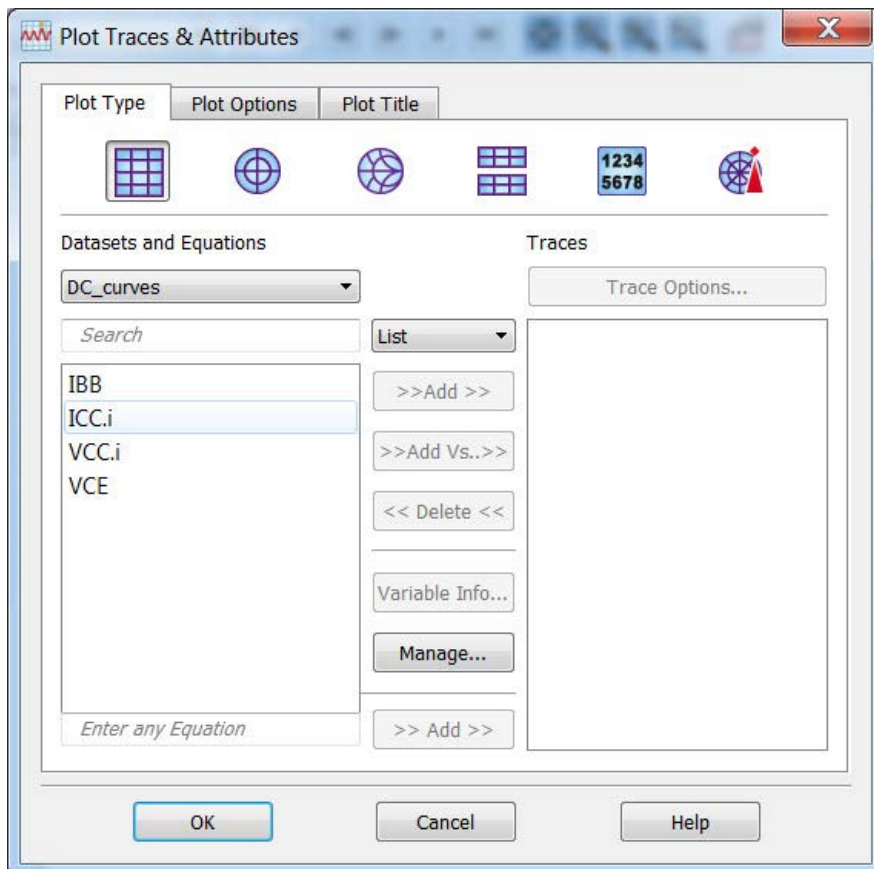 Plot Traces & Attributes
X
Plot Type
Plot Options
Plot Title
1234
5678
Datasets and Equations
Traces
DC_curves
Trace Options...
Search
List
IBB
ICC.i
VCC.i
VCE
>>Add >>
>>Add Vs..>>
<< Delete <<
Variable Info...
Manage...
Enter any Equation
>> Add >>
OK
Cancel
Help